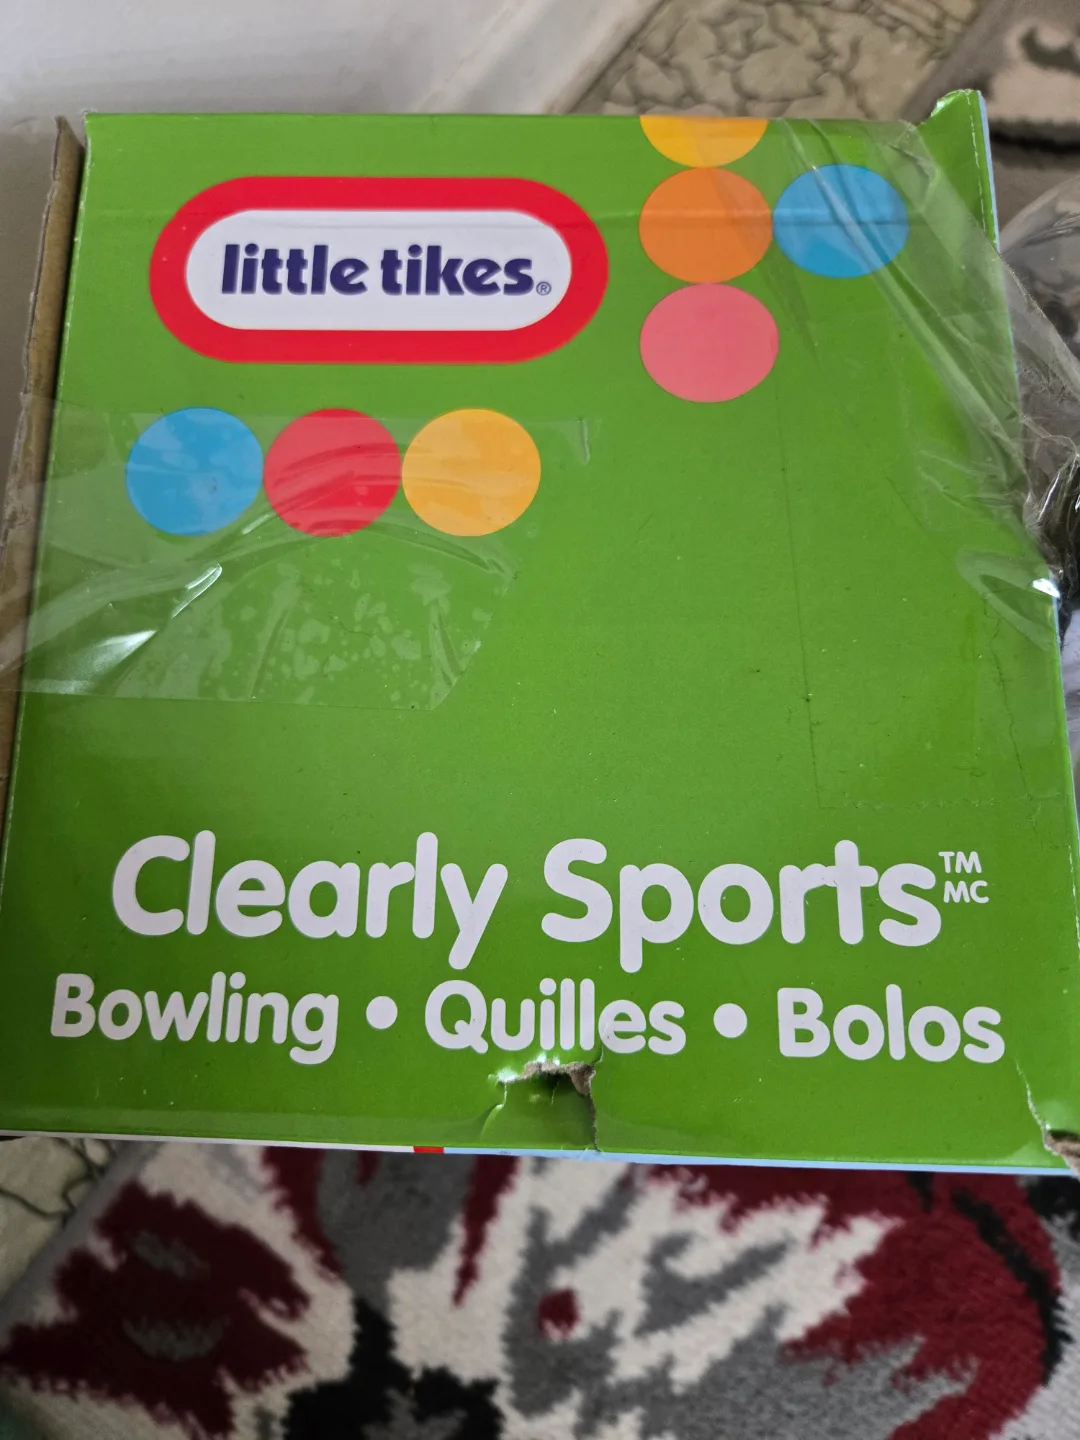 little tikes®
Clearly Sports™ MC
Bowling • Quilles • Bolos